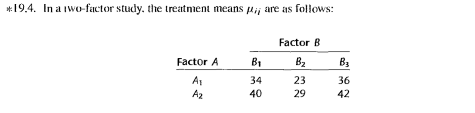 *19.4. In a two-factor study, the treatment means μij are as follows:
Factor B
Factor A B1 B2 B3
A1 34 23 36
A2 40 29 42